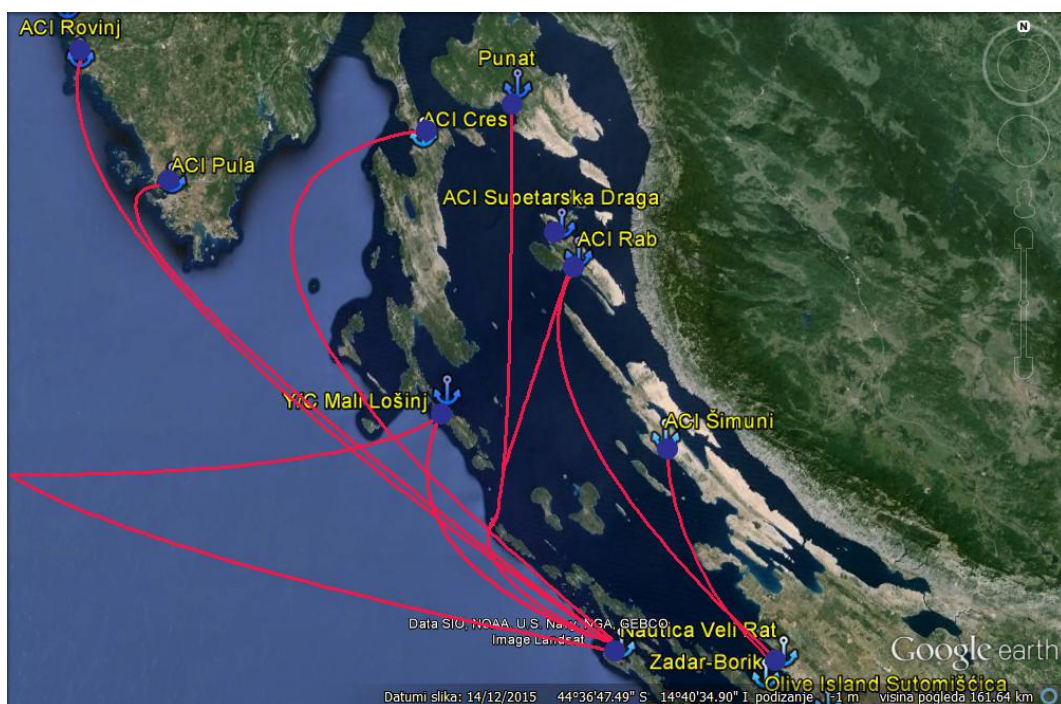 ACI Rovinj
N
Punat
ACI Cres
ACI Pula
ACI Supetarska Draga
ACI Rab
Y/C Mali Lošinj
ACI Šimuni
Data SIO, NOAA, U.S. Navy, NGA, GEBCO
Image Landsat
Nautica Veli Rat
Zadar-Borik
Google earth
Olive Island Sutomišćica
Datumi slika: 14/12/2015 44°36'47.49" S 14°40'34.90" I podizanje -1 m visina pogleda 161.64 km